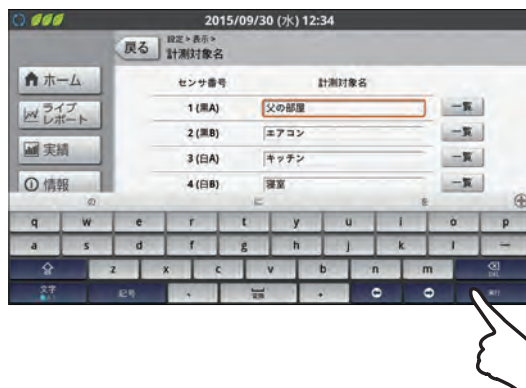 2015/09/30 (水) 12:34
戻る
設定 > 表示 >
計測対象名
ホーム
ライブ
レポート
実績
情報
センサ番号 計測対象名
1 (黒A) 父の部屋 一覧
2 (黒B) エアコン 一覧
3 (白A) キッチン 一覧
4 (白B) 寝室 一覧
の に を
q w e r t y u i o p
a s d f g h j k l ー
z x c v b n m DEL
文字 記号 、 変換 . 実行